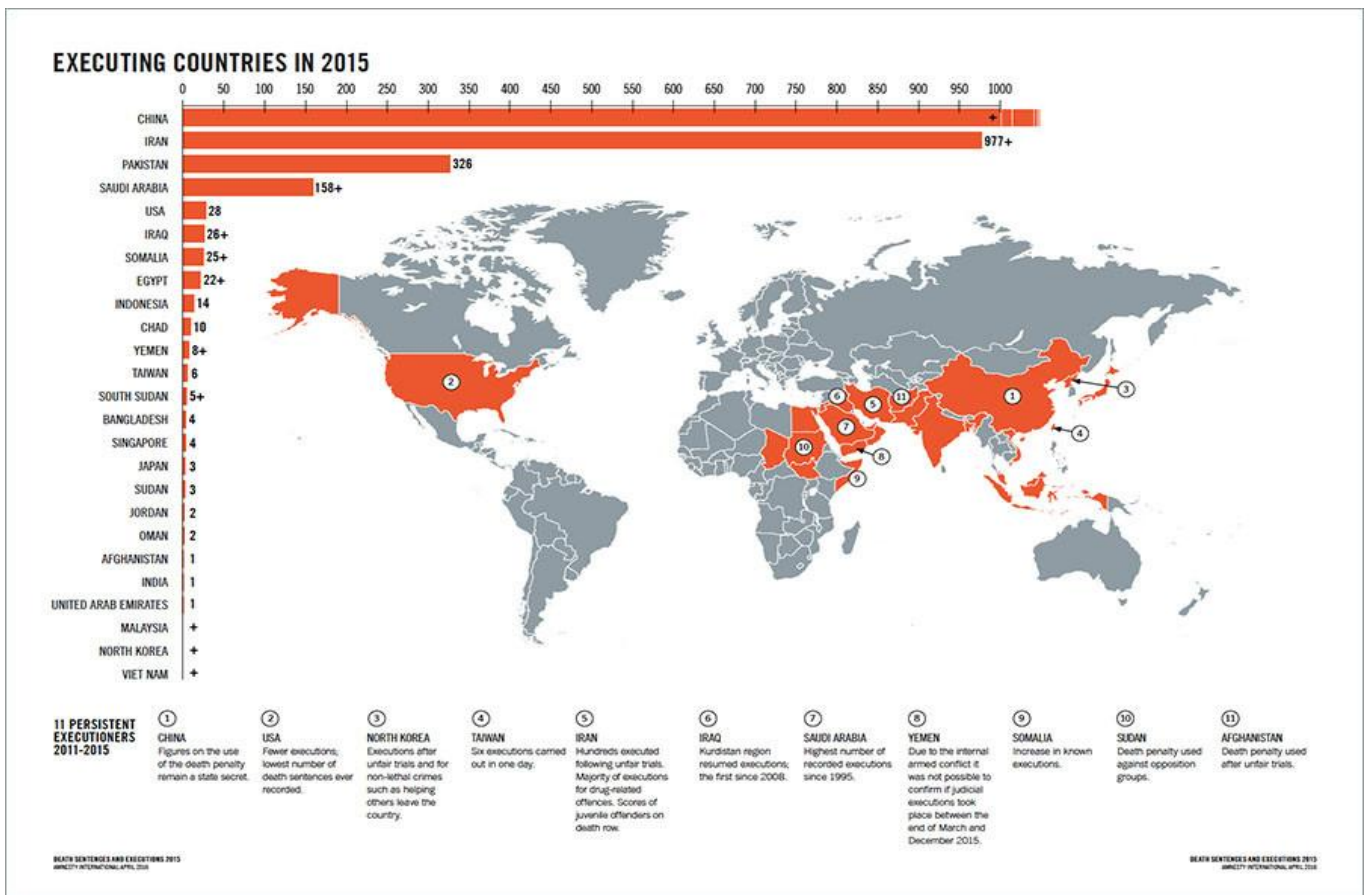 EXECUTING COUNTRIES IN 2015
0 50 100 150 200 250 300 350 400 450 500 550 600 650 700 750 800 850 900 950 1000
CHINA +
IRAN 977+
PAKISTAN 326
SAUDI ARABIA 158+
USA 28
IRAQ 26+
SOMALIA 25+
EGYPT 22+
INDONESIA 14
CHAD 10
YEMEN 8+
TAIWAN 6
SOUTH SUDAN 5+
BANGLADESH 4
SINGAPORE 4
JAPAN 3
SUDAN 3
JORDAN 2
OMAN 2
AFGHANISTAN 1
INDIA 1
UNITED ARAB EMIRATES 1
MALAYSIA +
NORTH KOREA +
VIET NAM +
2
6
5
11
1
3
7
4
10
8
9
11 PERSISTENT
EXECUTIONERS
2011-2015
1
CHINA
Figures on the use
of the death penalty
remain a state secret.
2
USA
Fewer executions;
lowest number of
death sentences ever
recorded.
3
NORTH KOREA
Executions after
unfair trials and for
non-lethal crimes
such as helping
others leave the
country.
4
TAIWAN
Six executions carried
out in one day.
5
IRAN
Hundreds executed
following unfair trials.
Majority of executions
for drug-related
offences. Scores of
juvenile offenders on
death row.
6
IRAQ
Kurdistan region
resumed executions;
the first since 2008.
7
SAUDI ARABIA
Highest number of
recorded executions
since 1995.
8
YEMEN
Due to the internal
armed conflict it
was not possible to
confirm if judicial
executions took
place between the
end of March and
December 2015.
9
SOMALIA
Increase in known
executions.
10
SUDAN
Death penalty used
against opposition
groups.
11
AFGHANISTAN
Death penalty used
after unfair trials.
DEATH SENTENCES AND EXECUTIONS 2015
AMNESTY INTERNATIONAL APRIL 2016
DEATH SENTENCES AND EXECUTIONS 2015
AMNESTY INTERNATIONAL APRIL 2016